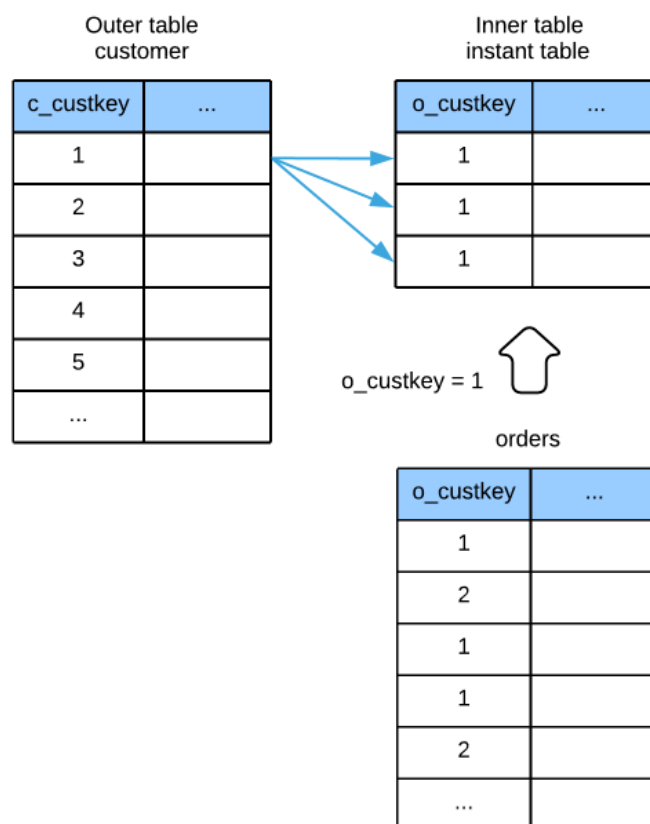 Outer table
customer
c_custkey ...
1
2
3
4
5
...
Inner table
instant table
o_custkey ...
1
1
1
o_custkey = 1
orders
o_custkey ...
1
2
1
1
2
...